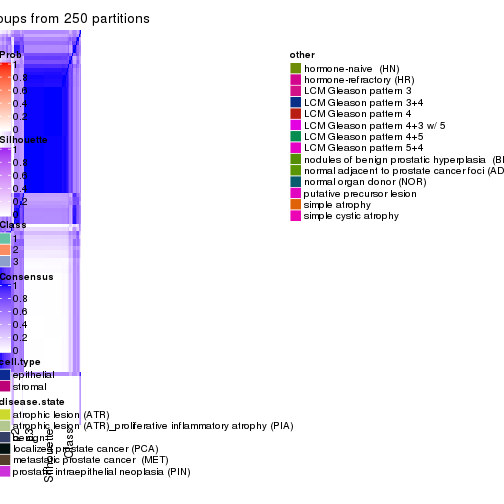 oups from 250 partitions
Prob
1
0.8
0.6
0.4
0.2
0
Silhouette
1
0.8
0.6
0.4
0.2
0
Class
1
2
3
Consensus
1
0.8
0.6
0.4
0.2
0
cell.type
epithelial
stromal
disease.state
atrophic lesion (ATR)
atrophic lesion (ATR)_proliferative inflammatory atrophy (PIA)
benign
localized prostate cancer (PCA)
metastatic prostate cancer (MET)
prostatic intraepithelial neoplasia (PIN)
Silhouette
Class
other
hormone-naive (HN)
hormone-refractory (HR)
LCM Gleason pattern 3
LCM Gleason pattern 3+4
LCM Gleason pattern 4
LCM Gleason pattern 4+3 w/ 5
LCM Gleason pattern 4+5
LCM Gleason pattern 5+4
nodules of benign prostatic hyperplasia (B
normal adjacent to prostate cancer foci (AD
normal organ donor (NOR)
putative precursor lesion
simple atrophy
simple cystic atrophy